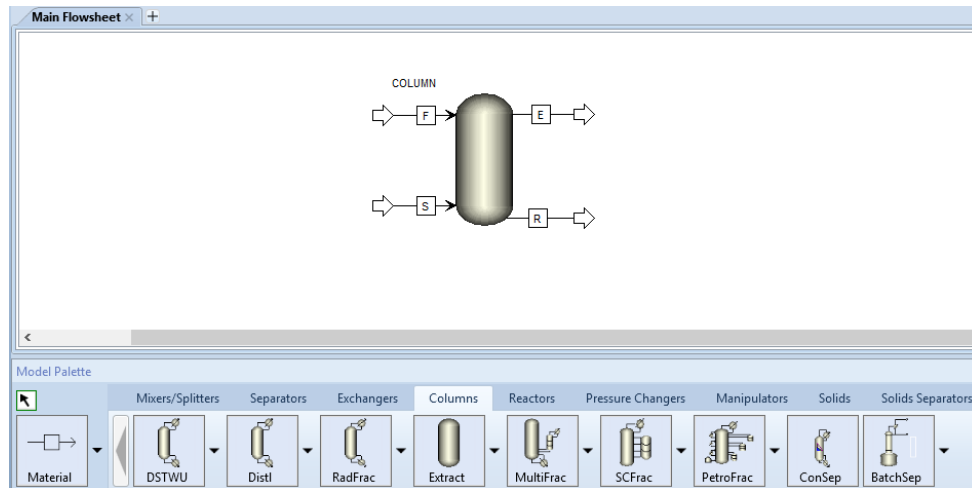 Main Flowsheet × +
COLUMN
F E
S R
<
Model Palette
Mixers/Splitters Separators Exchangers Columns Reactors Pressure Changers Manipulators Solids Solids Separators
Material DSTWU Distl RadFrac Extract MultiFrac SCFrac PetroFrac ConSep BatchSep